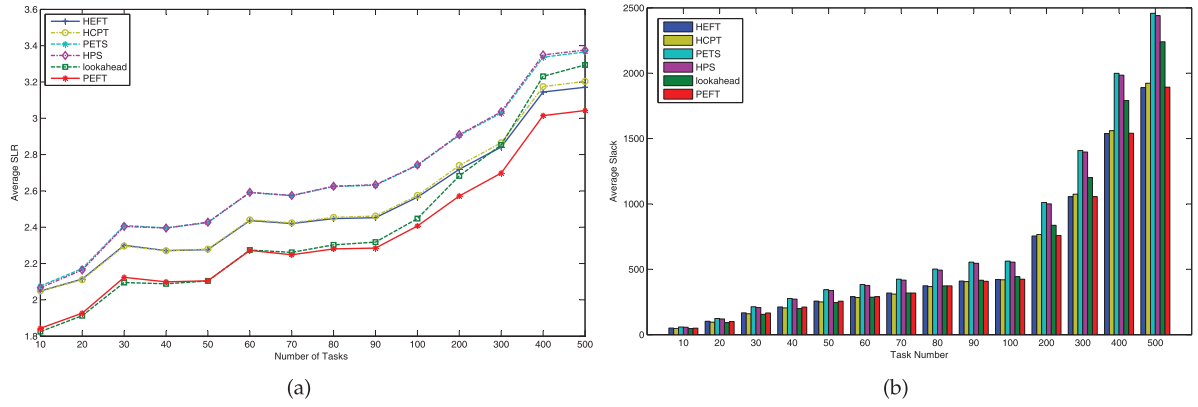 HEFT
HCPT
PETS
HPS
lookahead
PEFT
3.6
3.4
3.2
3
2.8
2.6
2.4
2.2
2
1.8
Average SLR
10 20 30 40 50 60 70 80 90 100 200 300 400 500
Number of Tasks
(a)
HEFT
HCPT
PETS
HPS
lookahead
PEFT
2500
2000
1500
1000
500
0
Average Slack
10 20 30 40 50 60 70 80 90 100 200 300 400 500
Task Number
(b)